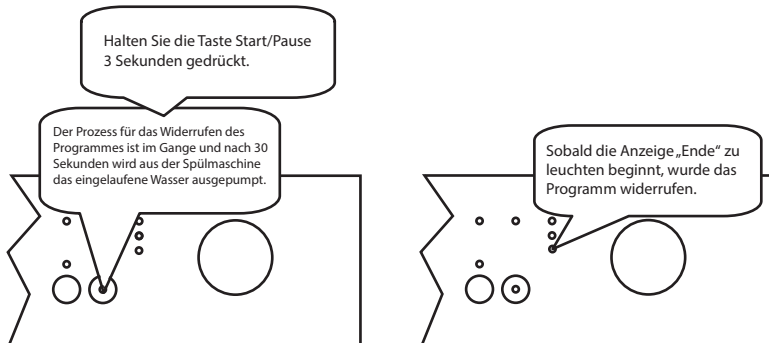 Halten Sie die Taste Start/Pause
3 Sekunden gedrückt.
Der Prozess für das Widerrufen des
Programmes ist im Gange und nach 30
Sekunden wird aus der Spülmaschine
das eingelaufene Wasser ausgepumpt.
Sobald die Anzeige „Ende“ zu
leuchten beginnt, wurde das
Programm widerrufen.